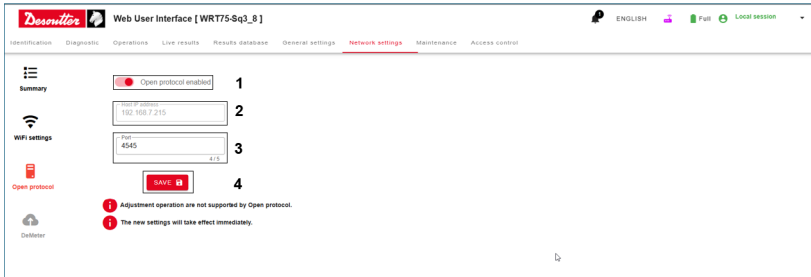 Desoutter
Web User Interface [ WRT75-Sq3_8 ]
ENGLISH
Full
Local session
Identification Diagnostic Operations Live results Results database General settings Network settings Maintenance Access control
Summary
Open protocol enabled
1
Host IP address
192.168.7.215
2
WiFi settings
Port
4545
4 / 5
3
Open protocol
SAVE
4
Adjustment operation are not supported by Open protocol.
The new settings will take effect immediately.
DeMeter